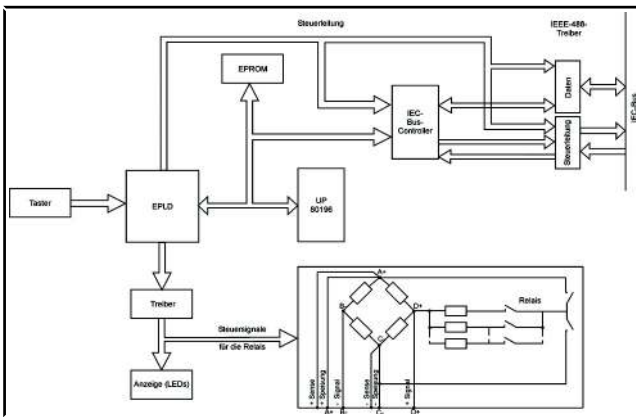 Steuerleitung
IEEE-488-
Treiber
EPROM
Daten
IEC-
Bus-
Controller
IEC-Bus
Steuerleitung
Taster
EPLD
UP
80196
A+
Treiber
Steuersignale
für die Relais
B-
D+
Relais
C-
Anzeige (LEDs)
+ Sense
+ Speisung
- Signal
- Sense
- Speisung
+ Signal
A+
B-
C-
D+